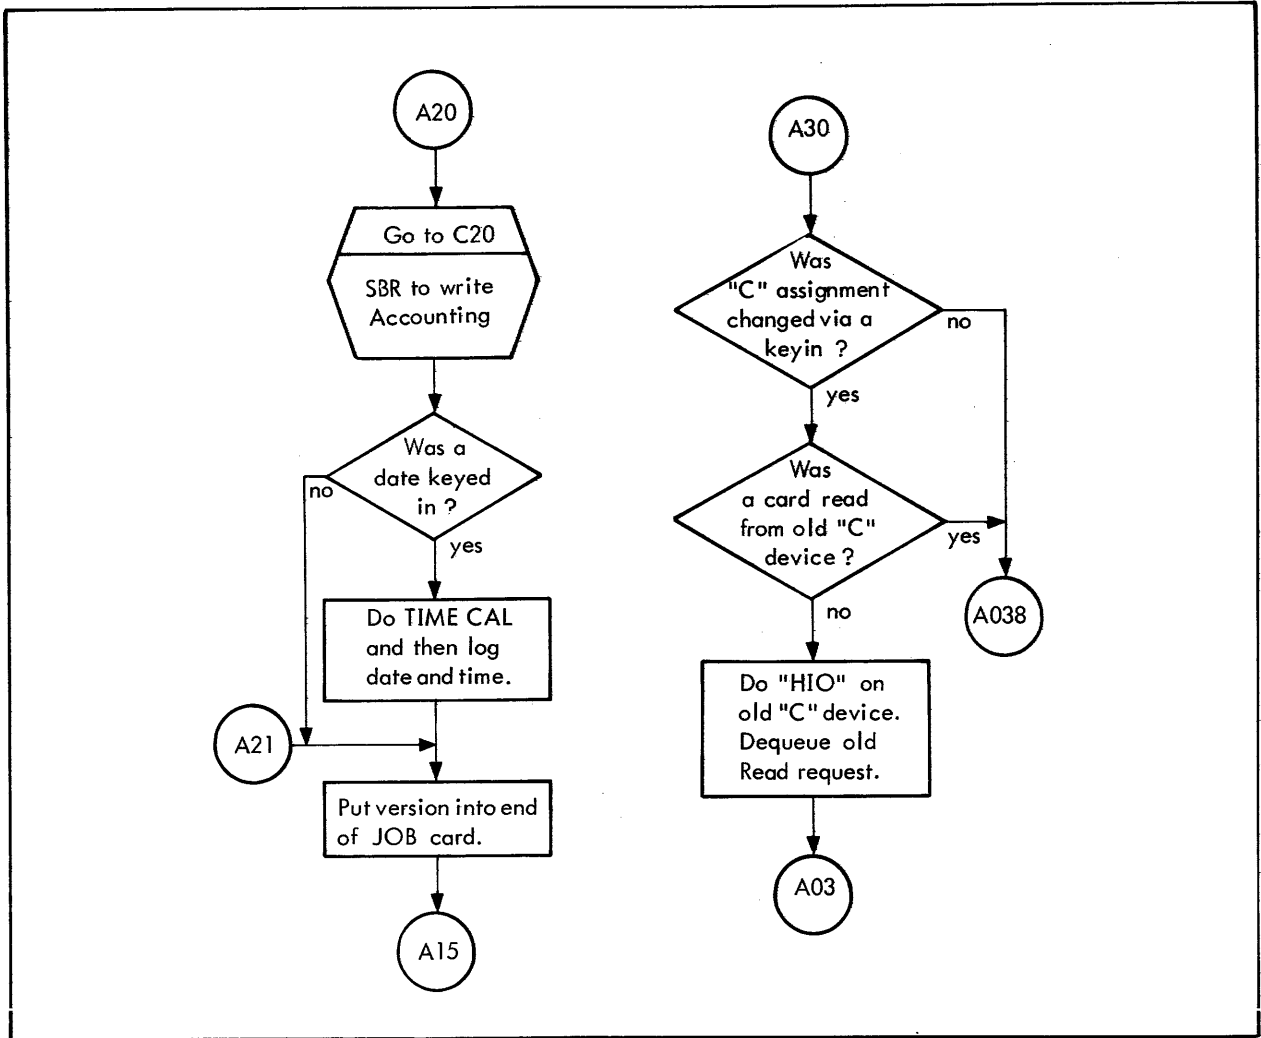 A20
Go to C20
SBR to write
Accounting
Was a
date keyed
in ?
no
yes
Do TIME CAL
and then log
date and time.
A21
Put version into end
of JOB card.
A15
A30
Was
"C" assignment
changed via a
keyin ?
no
yes
Was
a card read
from old "C"
device ?
yes
no
A038
Do "HIO" on
old "C" device.
Dequeue old
Read request.
A03